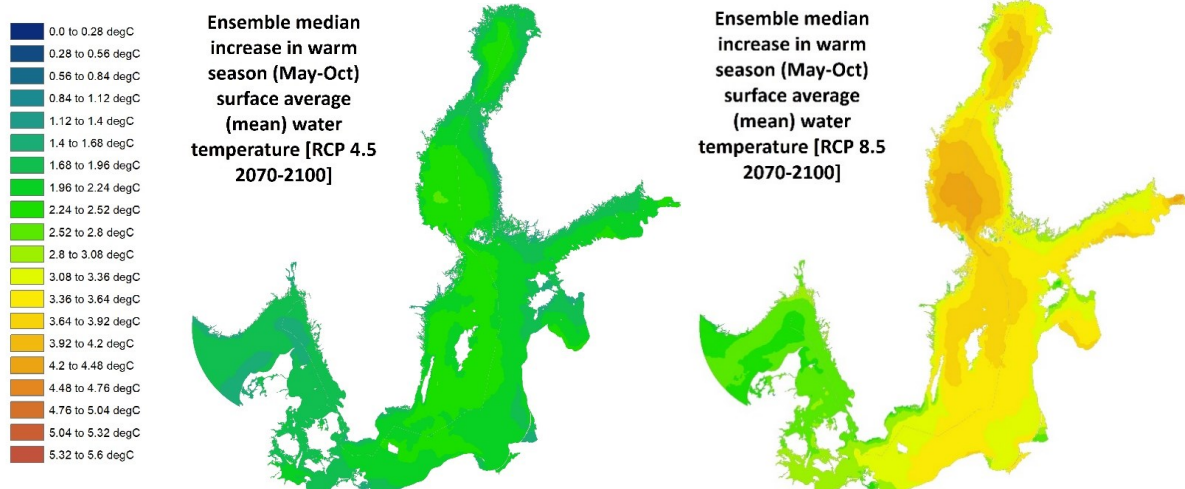 0.0 to 0.28 degC
0.28 to 0.56 degC
0.56 to 0.84 degC
0.84 to 1.12 degC
1.12 to 1.4 degC
1.4 to 1.68 degC
1.68 to 1.96 degC
1.96 to 2.24 degC
2.24 to 2.52 degC
2.52 to 2.8 degC
2.8 to 3.08 degC
3.08 to 3.36 degC
3.36 to 3.64 degC
3.64 to 3.92 degC
3.92 to 4.2 degC
4.2 to 4.48 degC
4.48 to 4.76 degC
4.76 to 5.04 degC
5.04 to 5.32 degC
5.32 to 5.6 degC
Ensemble median
increase in warm
season (May-Oct)
surface average
(mean) water
temperature [RCP 4.5
2070-2100]
Ensemble median
increase in warm
season (May-Oct)
surface average
(mean) water
temperature [RCP 8.5
2070-2100]